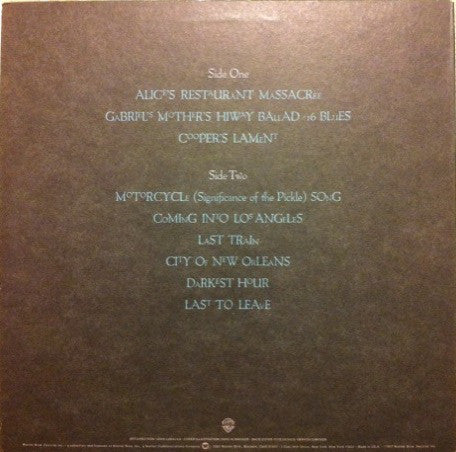 Side One
ALICE'S RESTAURANT MASSACREE
GABRIEL'S MOTHER'S HIWAY BALLAD #16 BLUES
COOPER'S LAMENT
Side Two
MOTORCYCLE (Significance of the Pickle) SONG
COMING INTO LOS ANGELES
LAST TRAIN
CITY OF NEW ORLEANS
DARKEST HOUR
LAST TO LEAVE